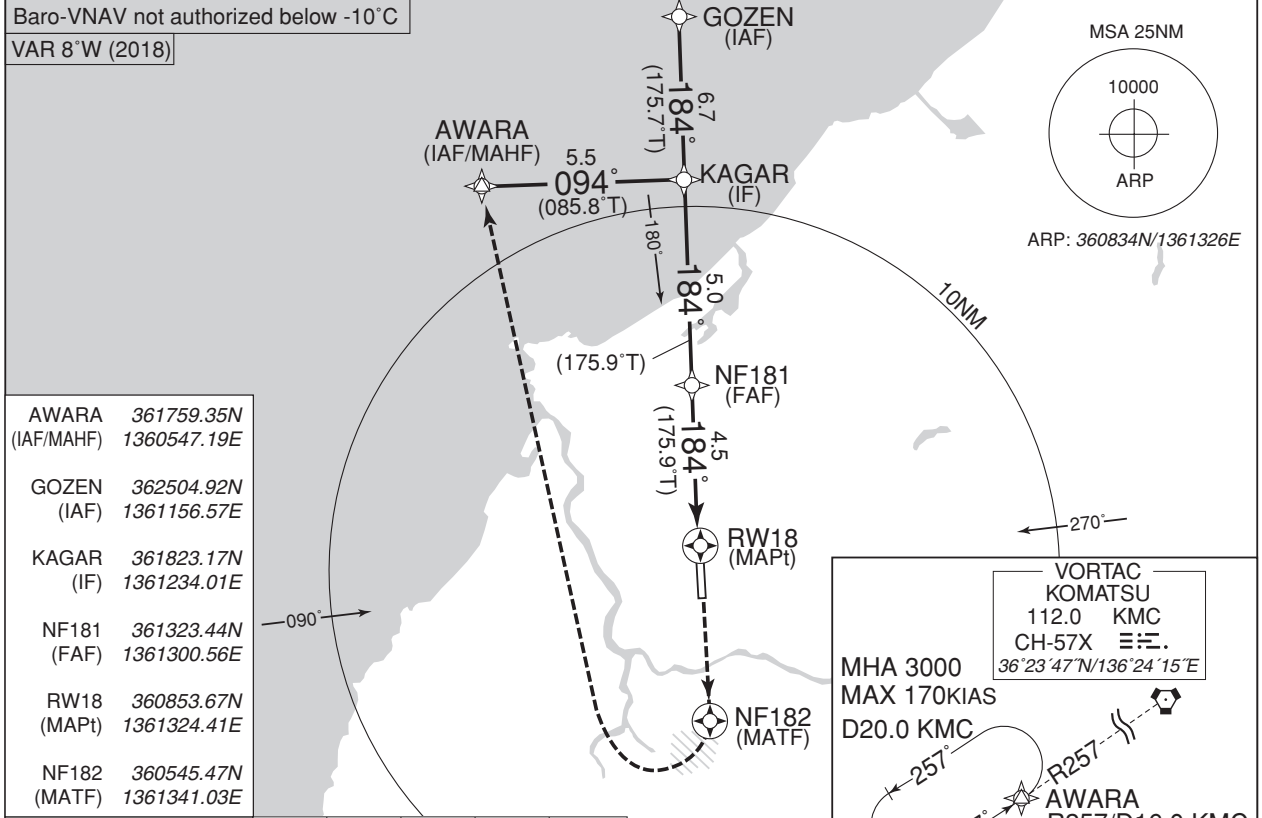 Baro-VNAV not authorized below -10˚C
VAR 8˚W (2018)
GOZEN
(IAF)
6.7
184˚
(175.7˚T)
MSA 25NM
10000
ARP
ARP: 360834N/1361326E
AWARA
(IAF/MAHF)
5.5
094˚
(085.8˚T)
KAGAR
(IF)
180˚
5.0
184˚
(175.9˚T)
10NM
NF181
(FAF)
4.5
184˚
(175.9˚T)
RW18
(MAPt)
270˚
090˚
NF182
(MATF)
AWARA 361759.35N
(IAF/MAHF) 1360547.19E
GOZEN 362504.92N
(IAF) 1361156.57E
KAGAR 361823.17N
(IF) 1361234.01E
NF181 361323.44N
(FAF) 1361300.56E
RW18 360853.67N
(MAPt) 1361324.41E
NF182 360545.47N
(MATF) 1361341.03E
VORTAC
KOMATSU
112.0 KMC
CH-57X
36˚23´47˝N/136˚24´15˝E
MHA 3000
MAX 170KIAS
D20.0 KMC
257˚
R257
AWARA